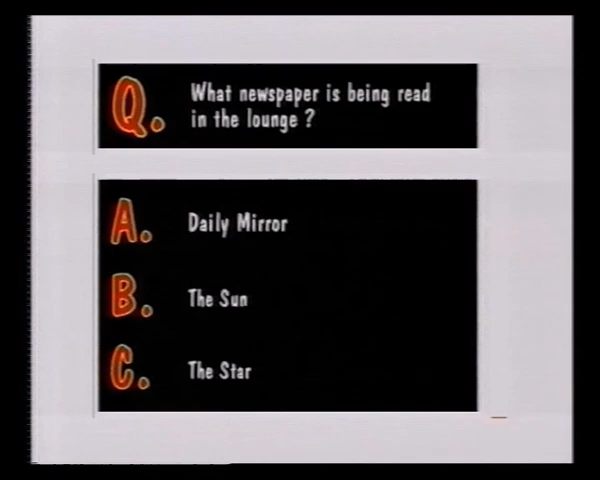 Q. What newspaper is being read
in the lounge ?
A. Daily Mirror
B. The Sun
C. The Star